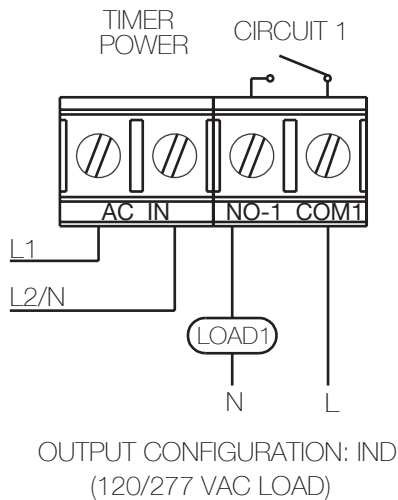 TIMER
POWER
CIRCUIT 1
AC IN
NO-1
COM1
L1
L2/N
LOAD1
N
L
OUTPUT CONFIGURATION: IND
(120/277 VAC LOAD)